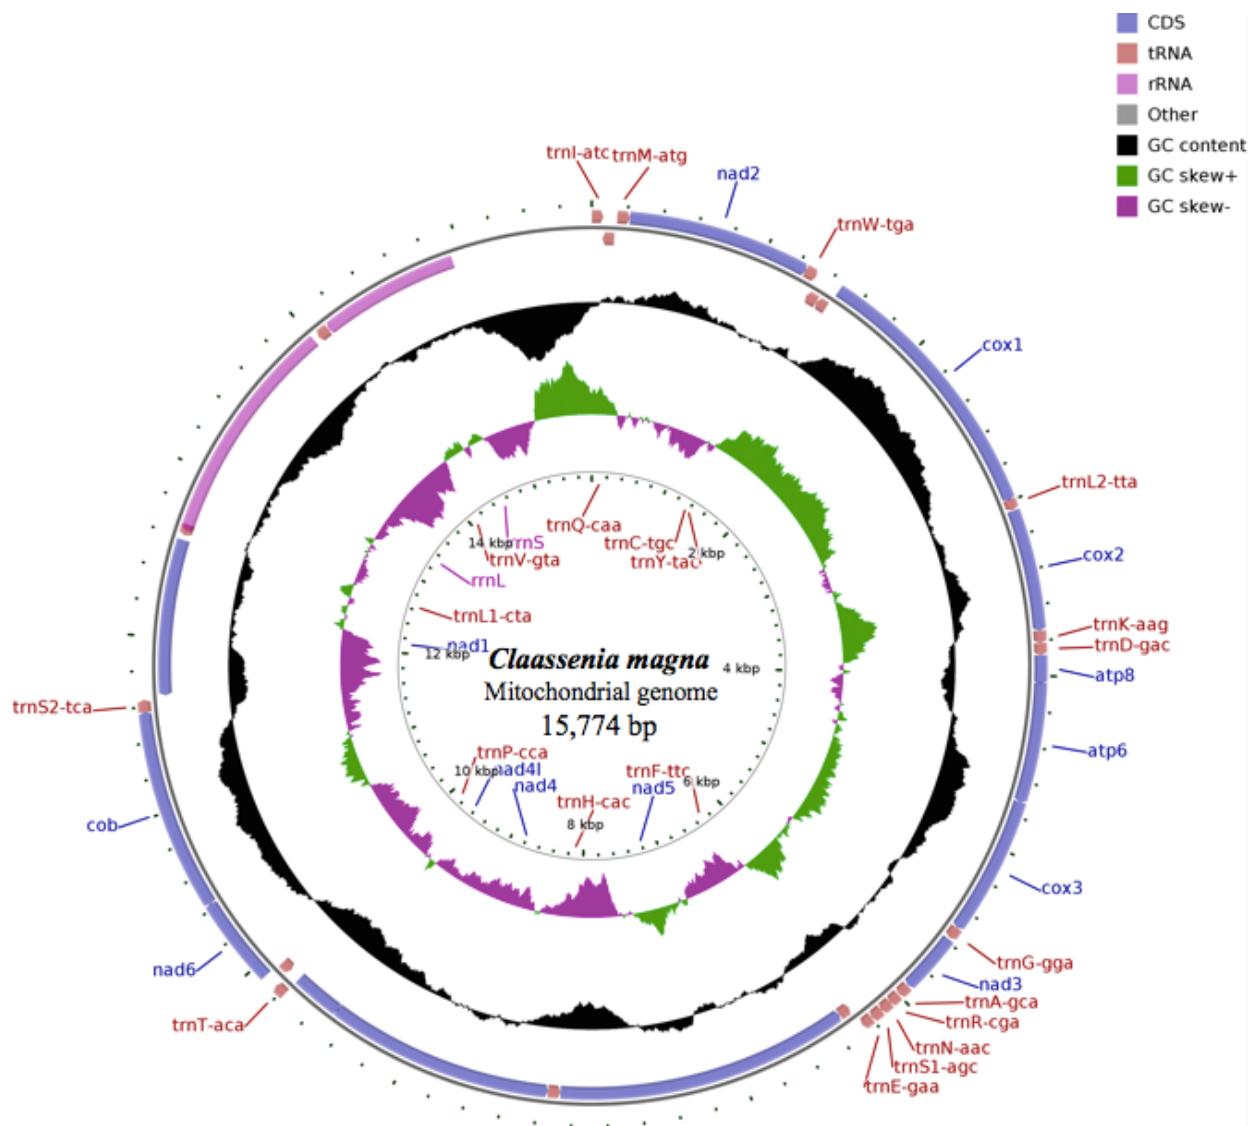 CDS
tRNA
rRNA
Other
GC content
GC skew+
GC skew-
trnI-atc
trnM-atg
nad2
trnW-tga
cox1
trnL2-tta
cox2
trnK-aag
trnD-gac
atp8
atp6
cox3
trnG-gga
nad3
trnA-gca
trnR-cga
trnN-aac
trnS1-agc
trnE-gaa
trnT-aca
nad6
cob
trnS2-tca
trnQ-caa
trnC-tgc
trnY-tac
2 kbp
14 kbp
rrnS
trnV-gta
rrnL
trnL1-cta
nad1
12 kbp
4 kbp
Claassenia magna
Mitochondrial genome
15,774 bp
trnP-cca
10 kbp
nad4l
nad4
trnF-ttc
6 kbp
nad5
trnH-cac
8 kbp